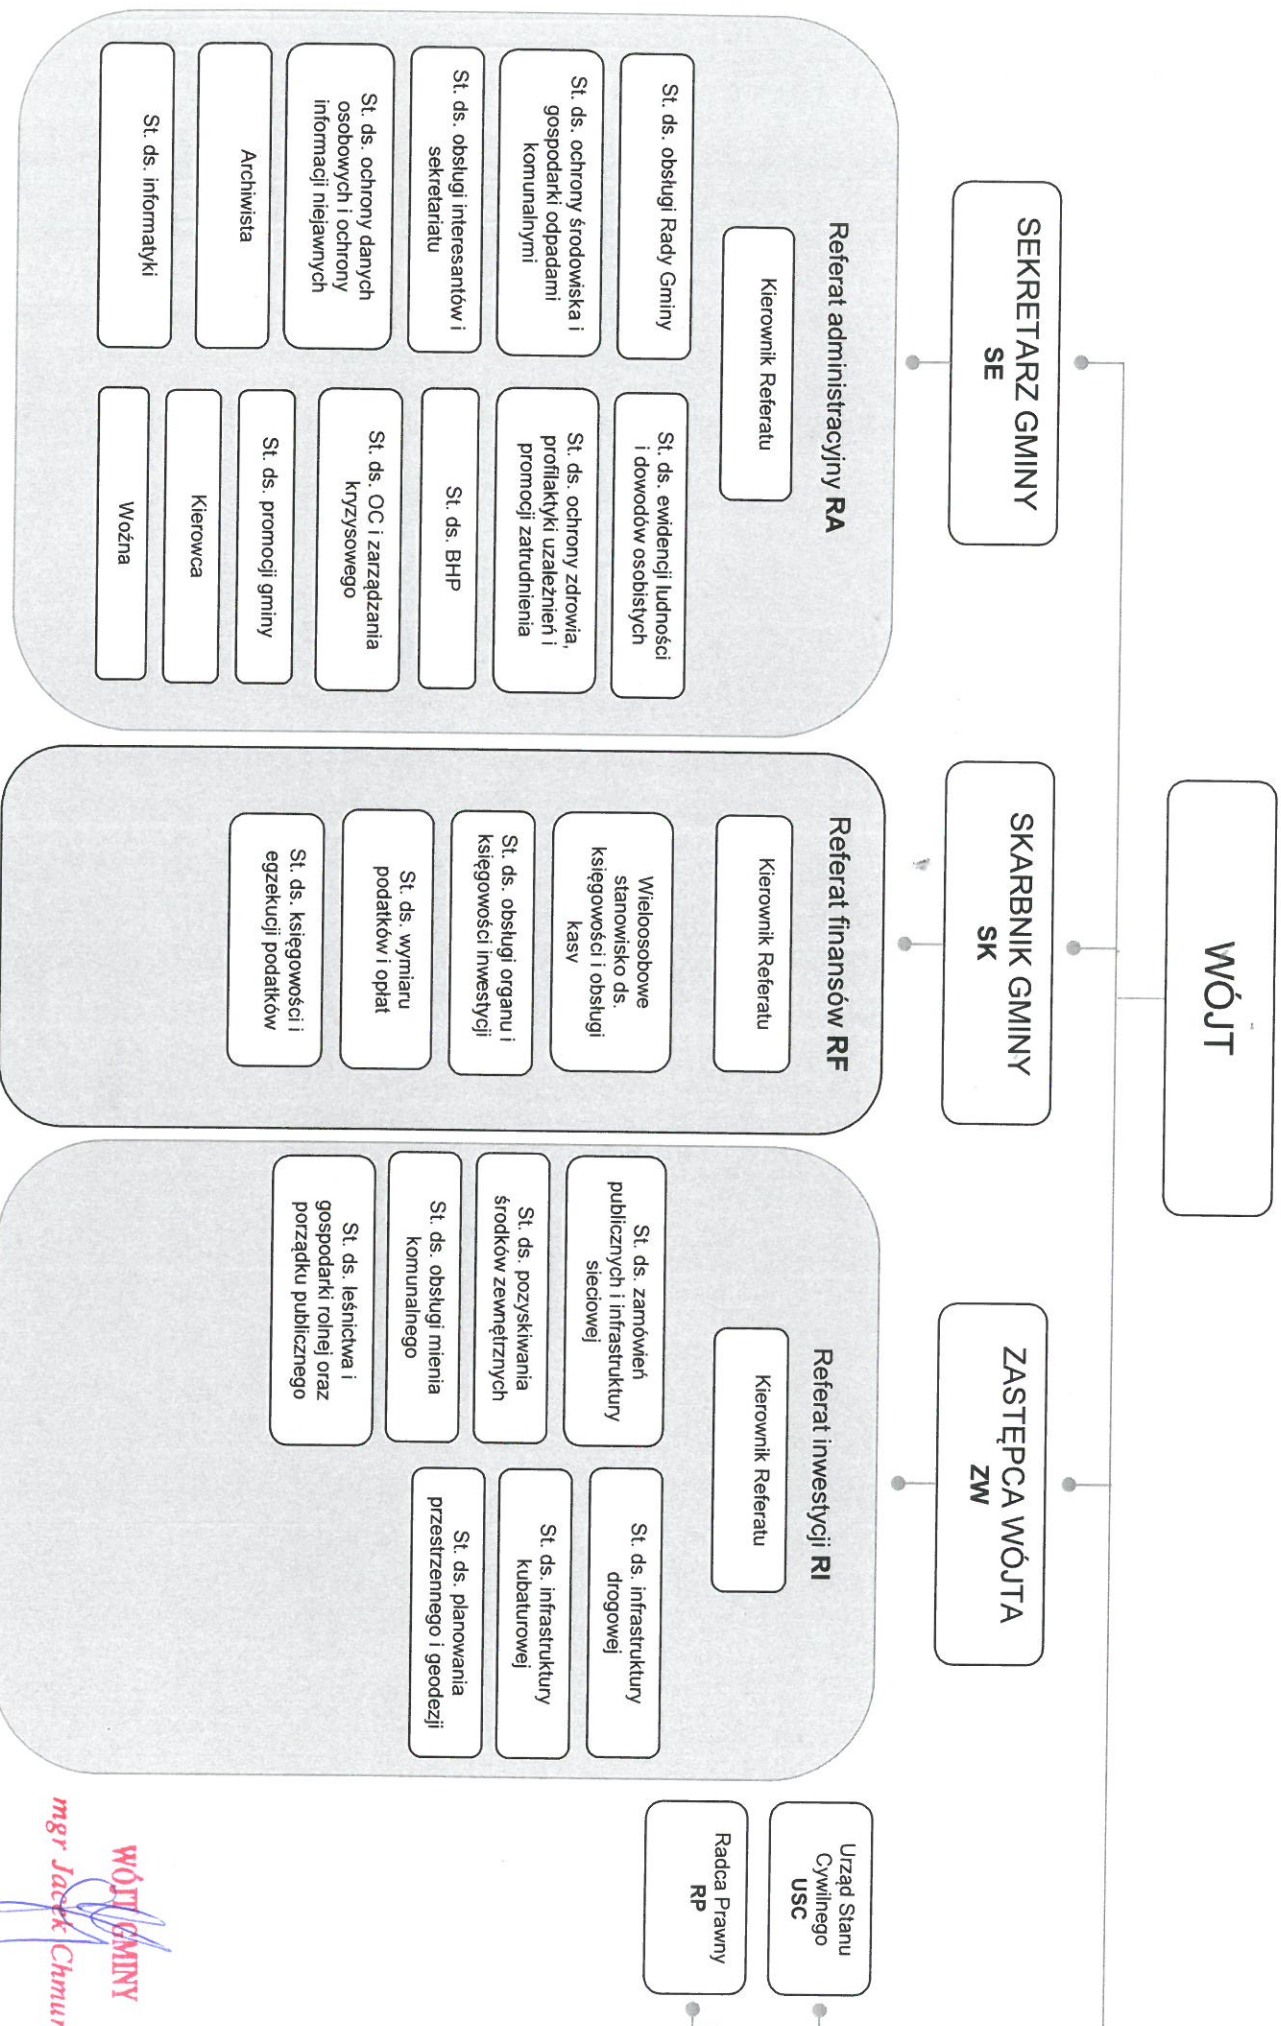 WÓJT
SEKRETARZ GMINY
SE
SKARBNIK GMINY
SK
ZASTĘPCA WÓJTA
ZW
Referat administracyjny RA
Kierownik Referatu
St. ds. obsługi Rady Gminy
St. ds. ochrony środowiska i
gospodarki odpadami
komunalnymi
St. ds. obsługi interesantów i
sekretariatu
St. ds. ochrony danych
osobowych i ochrony
informacji niejawnych
Archiwista
St. ds. informatyki
St. ds. ewidencji ludności
i dowodów osobistych
St. ds. ochrony zdrowia,
profilaktyki uzależnień i
promocji zatrudnienia
St. ds. BHP
St. ds. OC i zarządzania
kryzysowego
St. ds. promocji gminy
Kierowca
Woźna
Referat finansów RF
Kierownik Referatu
Wieloosobowe
stanowisko ds.
księgowości i obsługi
kasy
St. ds. obsługi organu i
księgowości inwestycji
St. ds. wymiaru
podatków i opłat
St. ds. księgowości i
egzekucji podatków
Referat inwestycji RI
Kierownik Referatu
St. ds. zamówień
publicznych i infrastruktury
sieciowej
St. ds. pozyskiwania
środków zewnętrznych
St. ds. obsługi mienia
komunalnego
St. ds. leśnictwa i
gospodarki rolnej oraz
porządku publicznego
St. ds. infrastruktury
drogowej
St. ds. infrastruktury
kubaturowej
St. ds. planowania
przestrzennego i geodezji
Urząd Stanu
Cywilnego
USC
Radca Prawny
RP
WÓJT GMINY
mgr Jacek